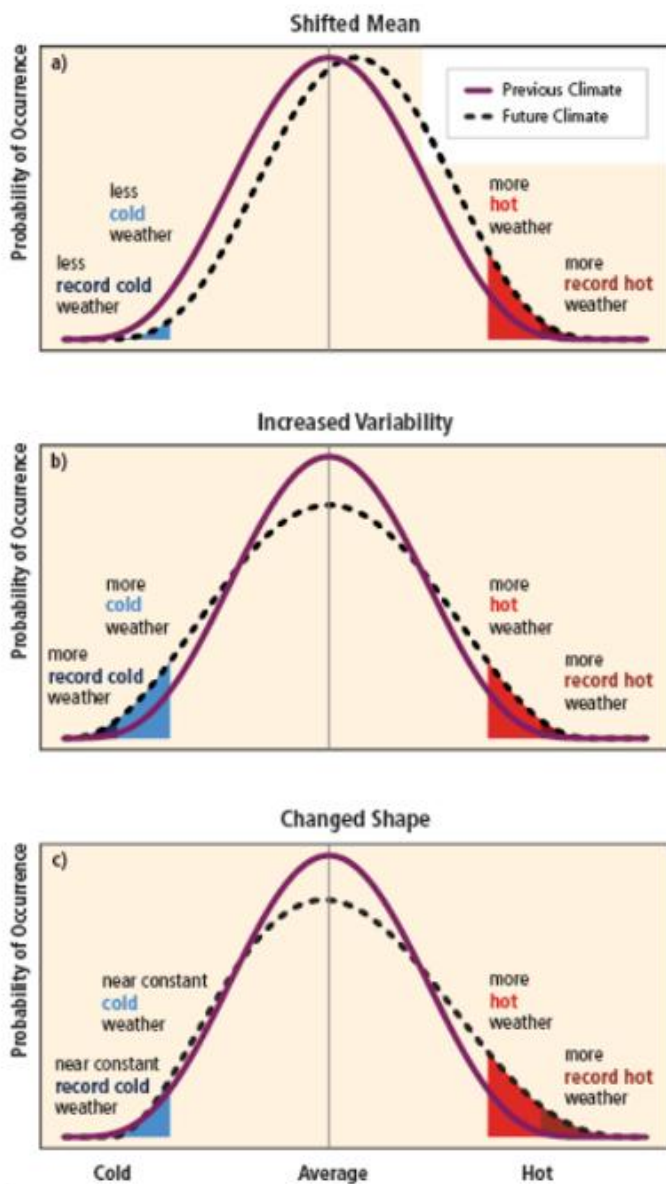 Shifted Mean
a)
Probability of Occurrence
Previous Climate
Future Climate
less
cold
weather
less
record cold
weather
more
hot
weather
more
record hot
weather
Increased Variability
b)
Probability of Occurrence
more
cold
weather
more
record cold
weather
more
hot
weather
more
record hot
weather
Changed Shape
c)
Probability of Occurrence
near constant
cold
weather
near constant
record cold
weather
more
hot
weather
more
record hot
weather
Cold Average Hot